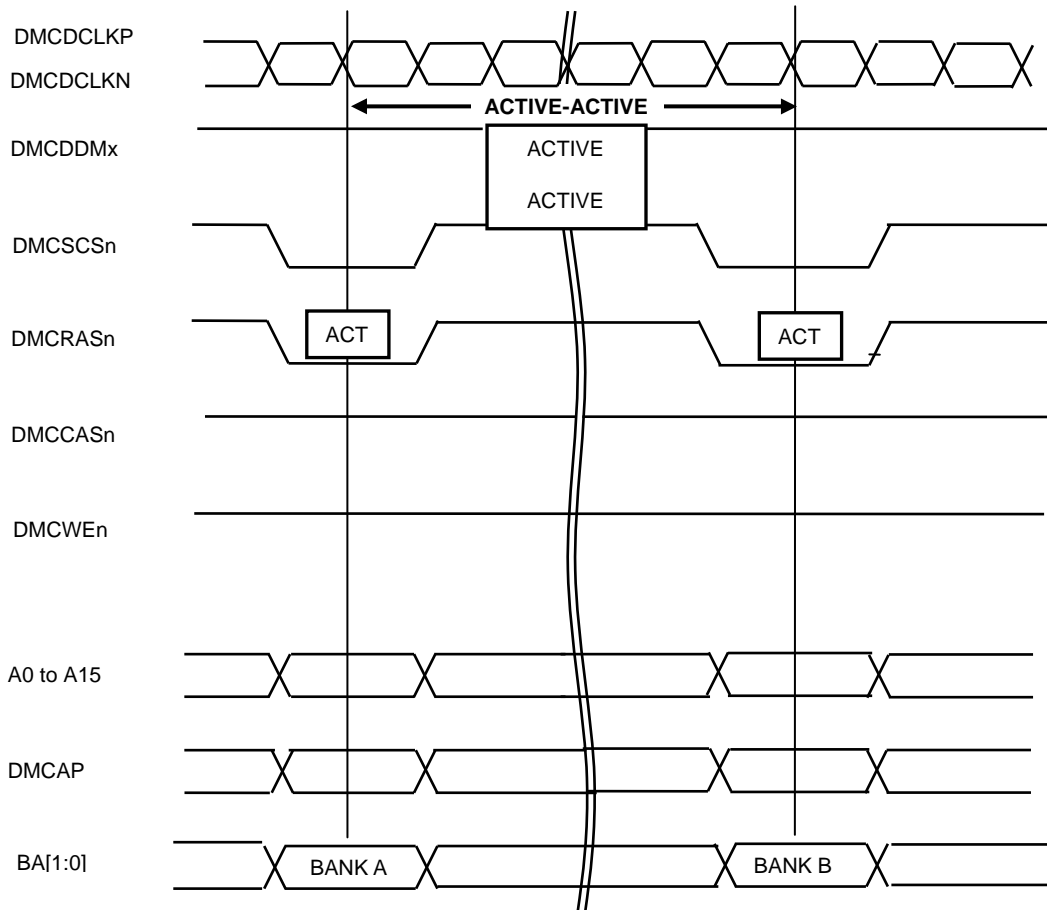 DMCDCLKP
DMCDCLKN
ACTIVE-ACTIVE
DMCDDMx
ACTIVE
ACTIVE
DMCSCSn
DMCRASn
ACT
ACT
DMCCASn
DMCWEn
A0 to A15
DMCAP
BA[1:0]
BANK A
BANK B